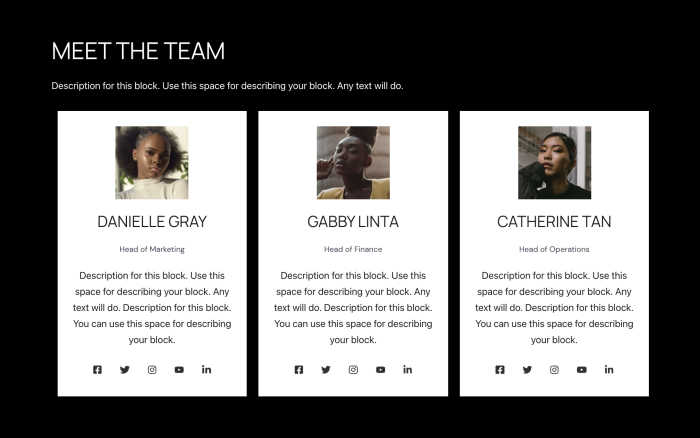 MEET THE TEAM
Description for this block. Use this space for describing your block. Any text will do.
DANIELLE GRAY
Head of Marketing
Description for this block. Use this
space for describing your block. Any
text will do. Description for this block.
You can use this space for describing
your block.
GABBY LINTA
Head of Finance
Description for this block. Use this
space for describing your block. Any
text will do. Description for this block.
You can use this space for describing
your block.
CATHERINE TAN
Head of Operations
Description for this block. Use this
space for describing your block. Any
text will do. Description for this block.
You can use this space for describing
your block.